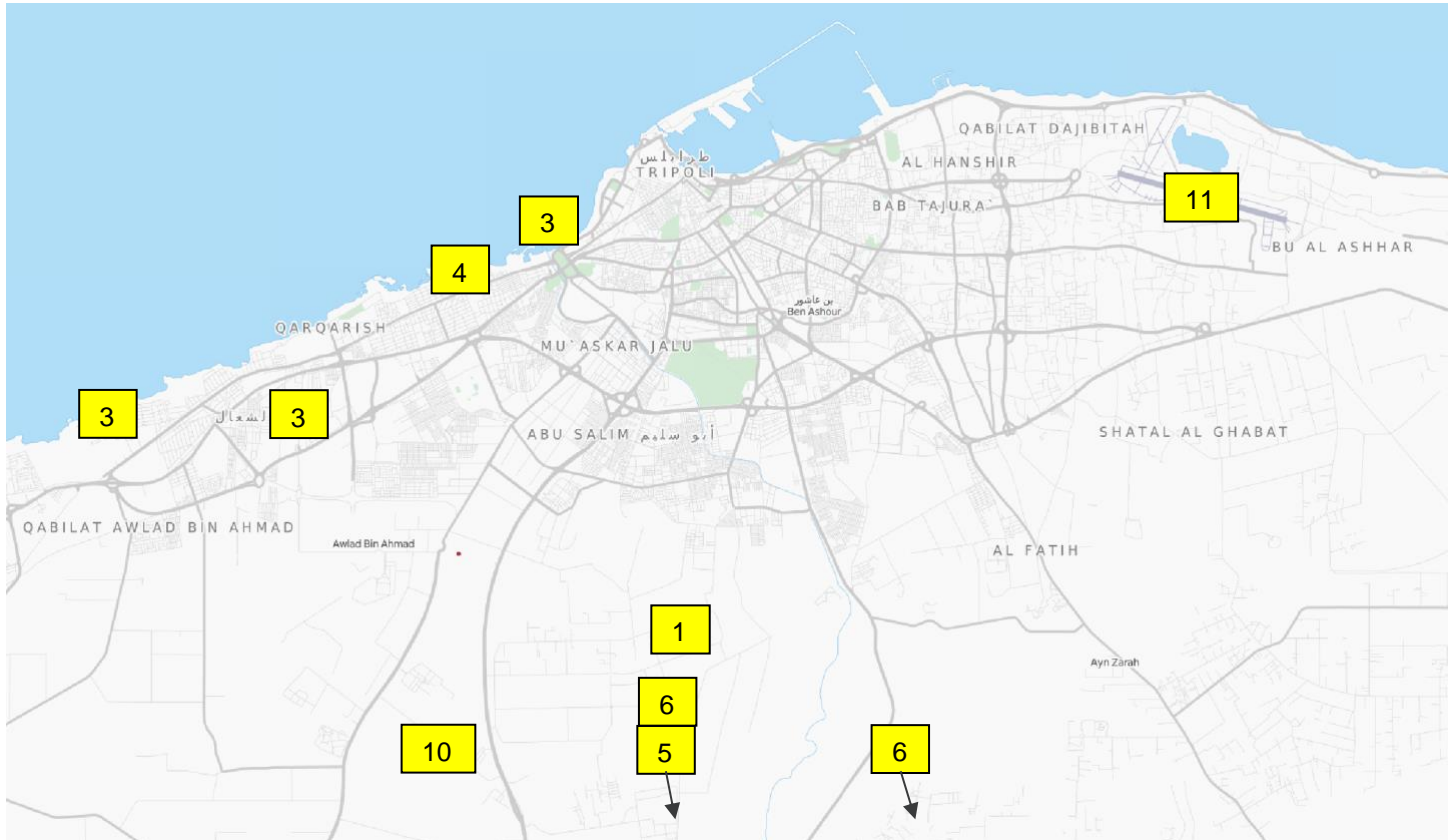 QABILAT DAJIBITAH
طرابلس
TRIPOLI
AL HANSHIR
11
BAB TAJURA`
3
BU AL ASHHAR
4
بن عاشور
Ben Ashour
QARQARISH
MU`ASKAR JALU
3
الشعال
3
ABU SALIM أبو سليم
SHATAL AL GHABAT
QABILAT AWLAD BIN AHMAD
Awlad Bin Ahmad
AL FATIH
1
Ayn Zarah
6
10
5
6